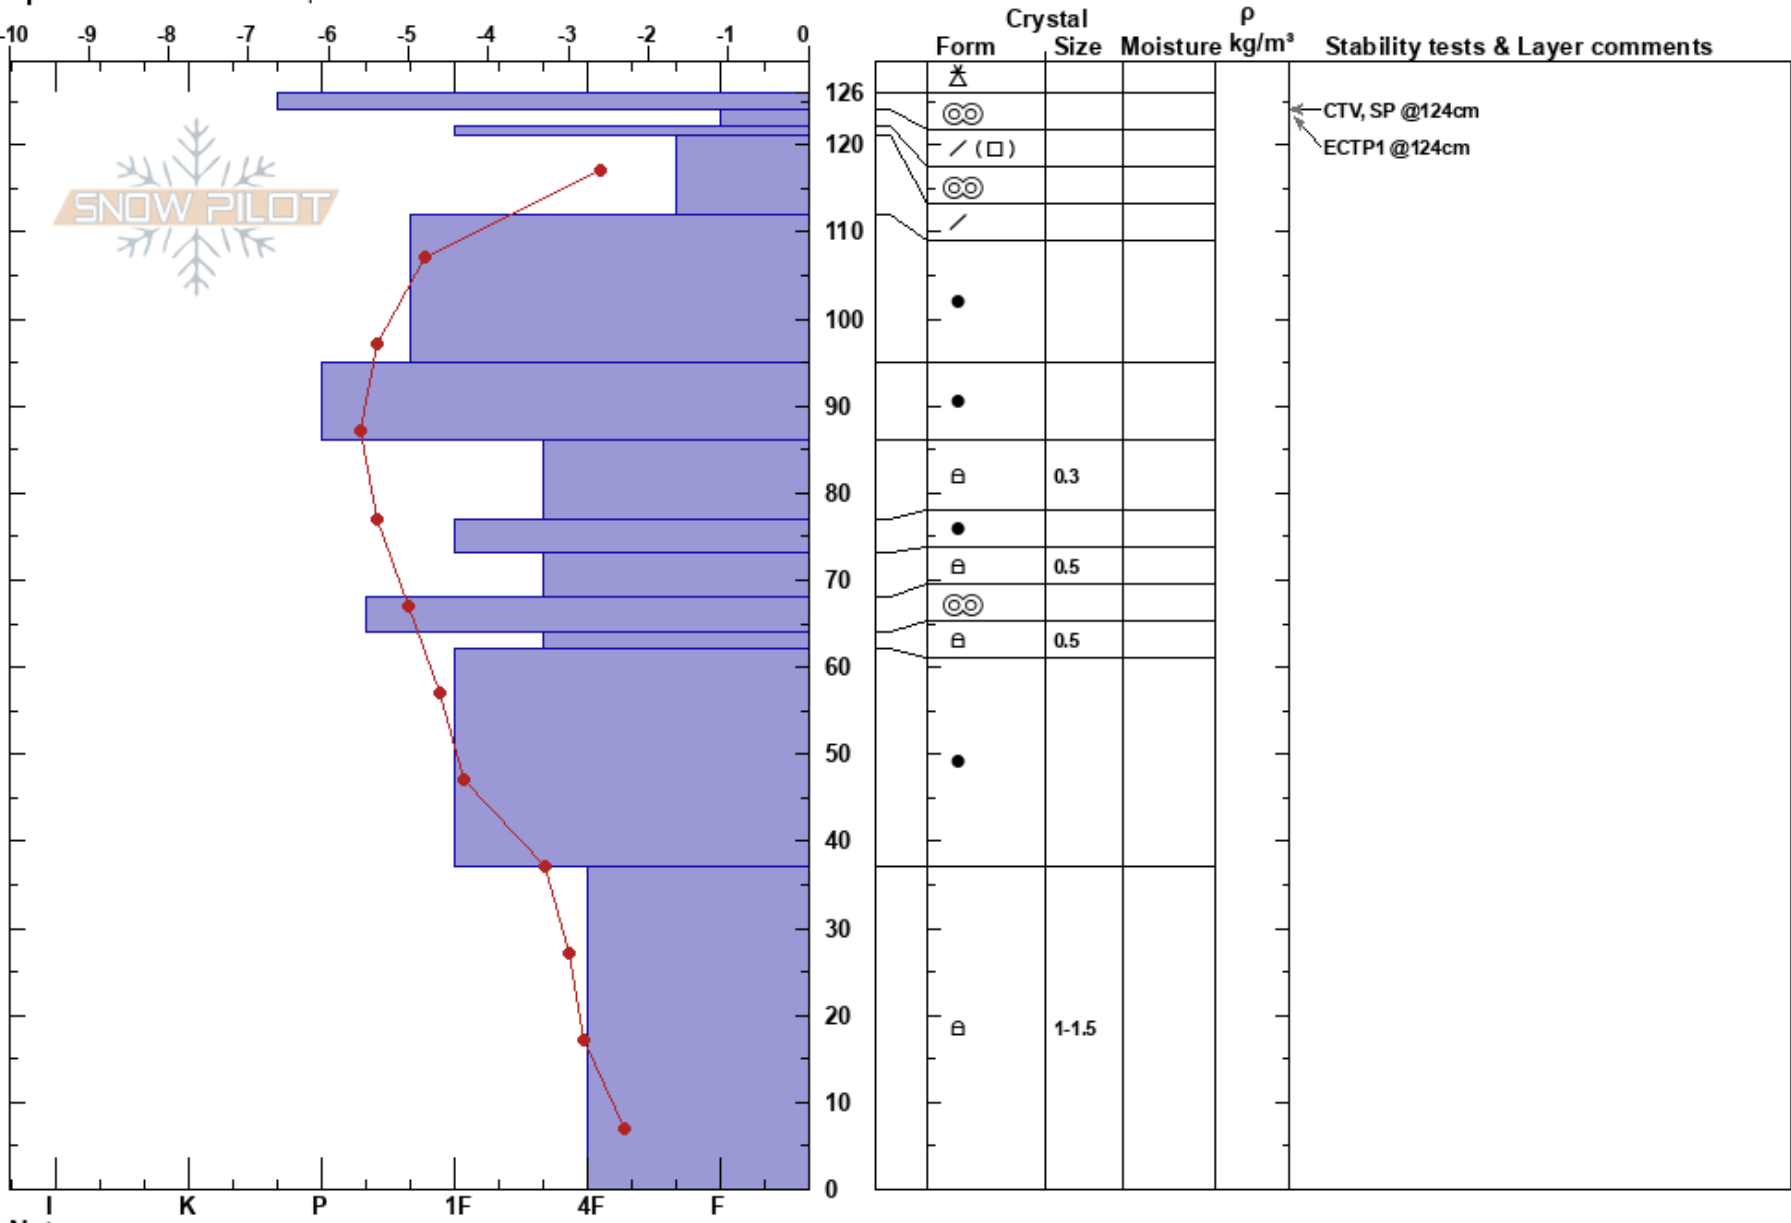 Crystal ρ
-10 -9 -8 -7 -6 -5 -4 -3 -2 -1 0 Form Size Moisture kg/m³ Stability tests & Layer comments
126
CTV, SP @124cm
120
ECTP1 @124cm
SNOW PILOT
110
100
90
80 0.3
70 0.5
60 0.5
50
40
30
20 1-1.5
10
0
I K P 1F 4F F